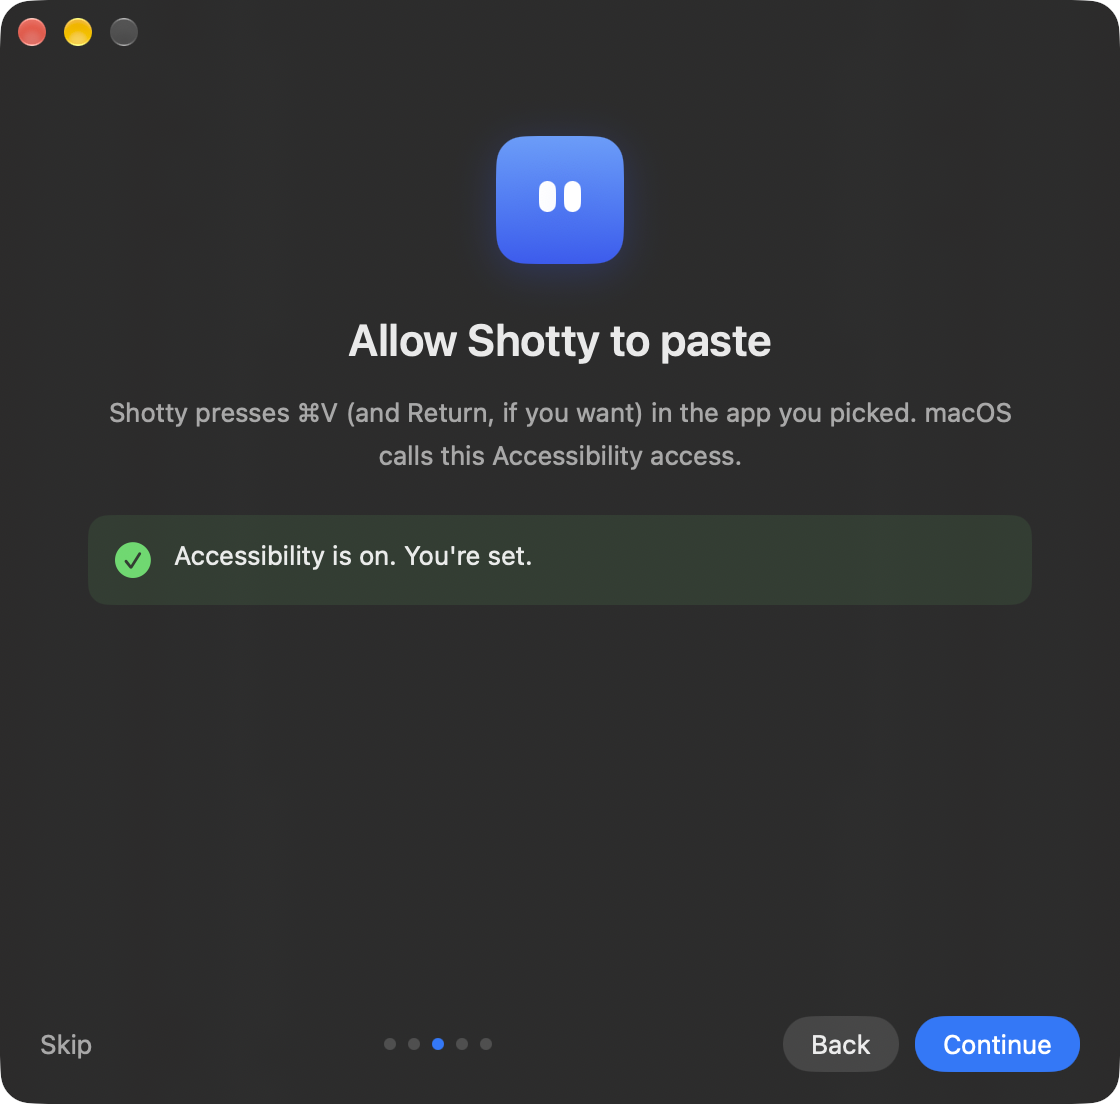 Allow Shotty to paste
Shotty presses ⌘V (and Return, if you want) in the app you picked. macOS
calls this Accessibility access.
Accessibility is on. You're set.
Skip
Back
Continue